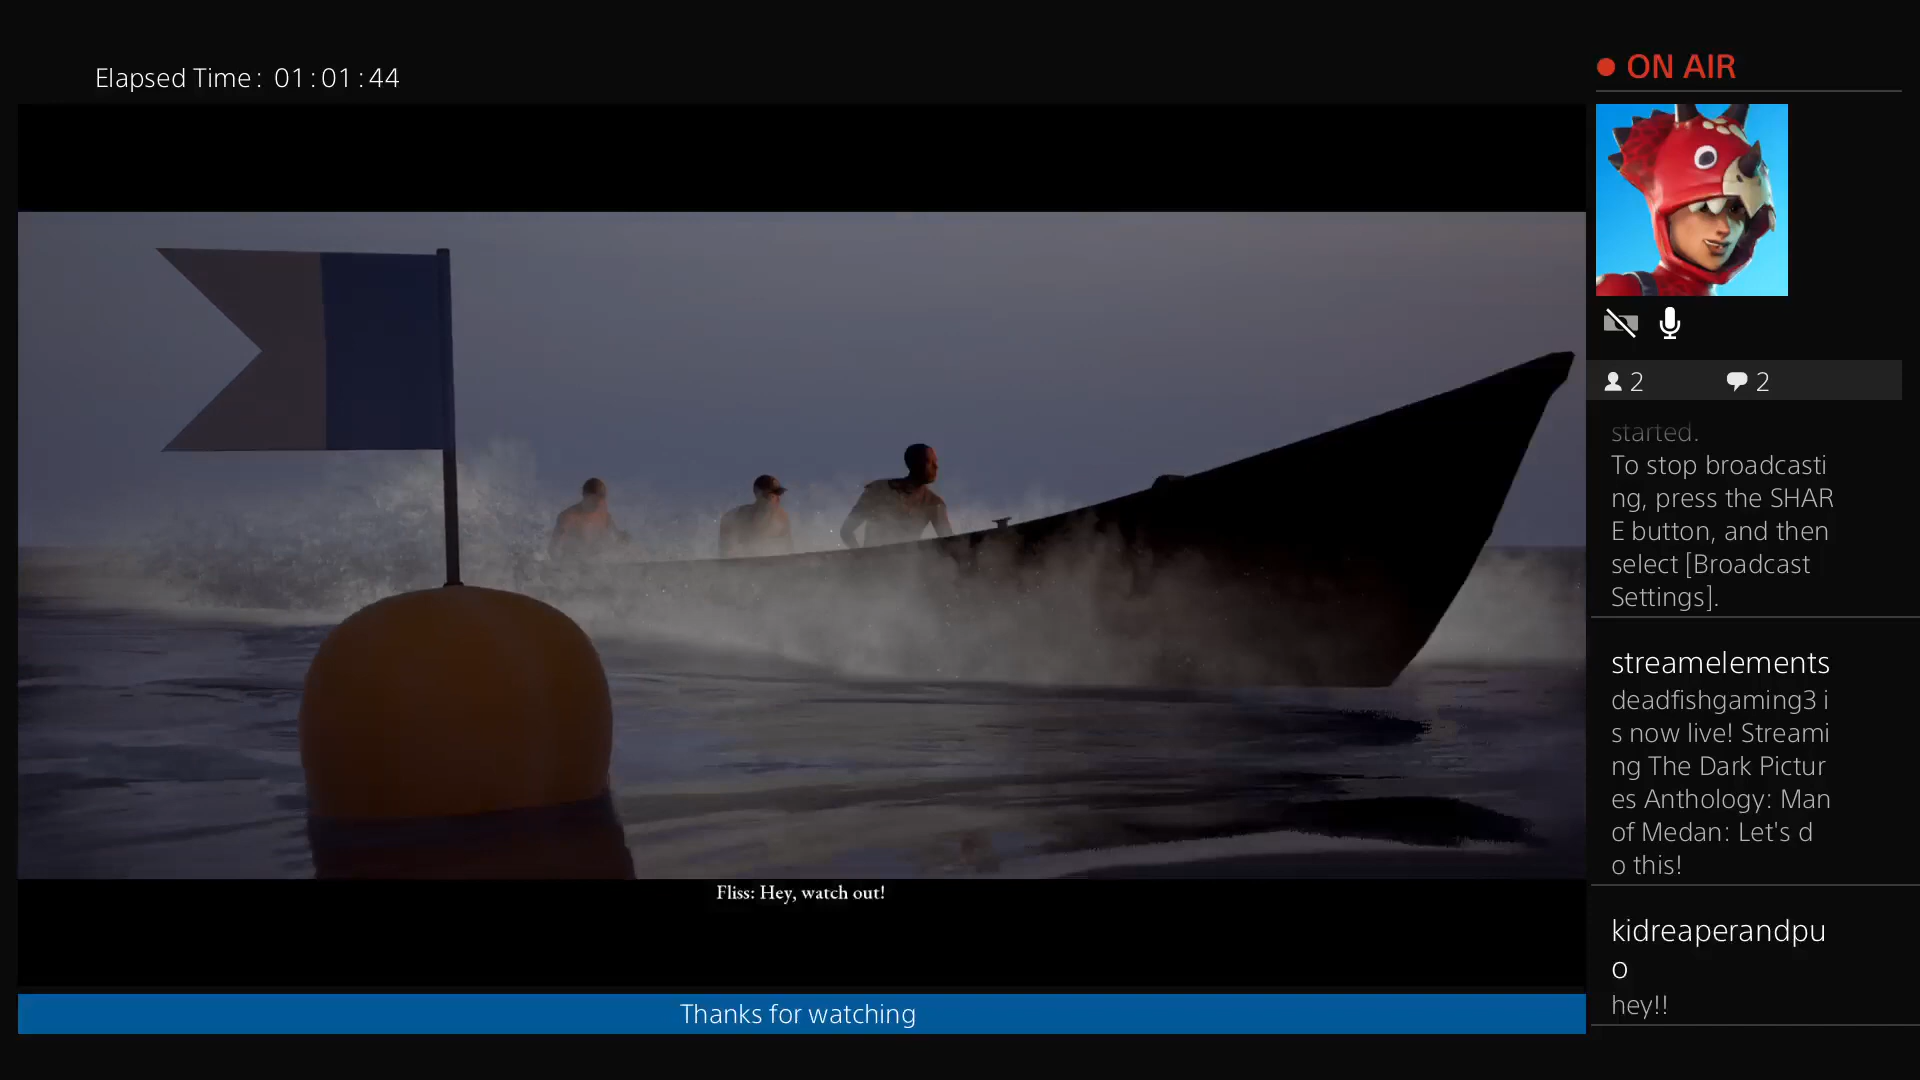 Elapsed Time: 01:01:44
ON AIR
2
2
started.
To stop broadcasti
ng, press the SHAR
E button, and then
select [Broadcast
Settings].
streamelements
deadfishgaming3 i
s now live! Streami
ng The Dark Pictur
es Anthology: Man
of Medan: Let's d
o this!
kidreaperandpu
o
hey!!
Fliss: Hey, watch out!
Thanks for watching